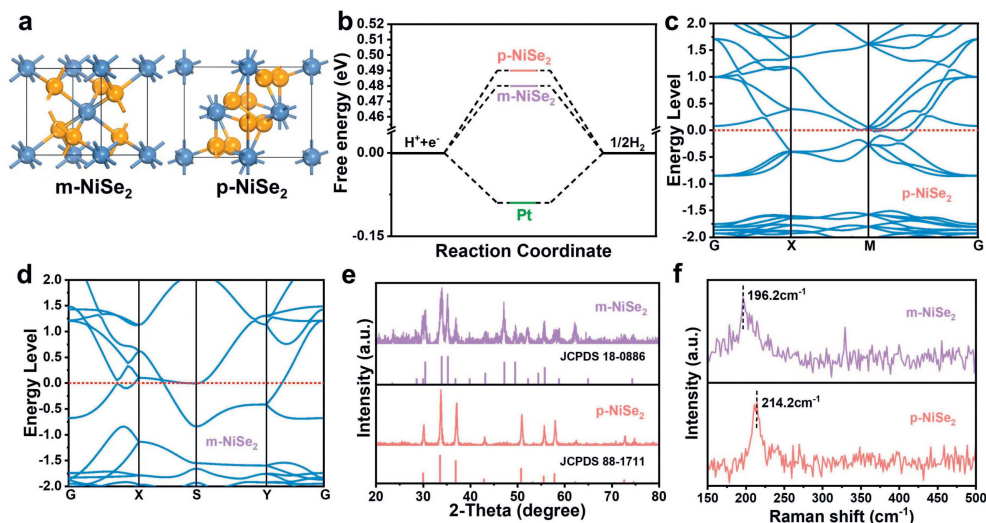 a
m-NiSe2
p-NiSe2
b
0.52
0.51
0.50
0.49
0.48
0.46
0.00
-0.15
Free energy (eV)
p-NiSe2
m-NiSe2
H++e-
1/2H2
Pt
Reaction Coordinate
c
2.0
1.5
1.0
0.5
0.0
-0.5
-1.0
-1.5
-2.0
Energy Level
p-NiSe2
G X M G
d
2.0
1.5
1.0
0.5
0.0
-0.5
-1.0
-1.5
-2.0
Energy Level
m-NiSe2
G X S Y G
e
Intensity (a.u.)
m-NiSe2
JCPDS 18-0886
p-NiSe2
JCPDS 88-1711
20 30 40 50 60 70 80
2-Theta (degree)
f
Intensity (a.u.)
196.2cm-1
m-NiSe2
214.2cm-1
p-NiSe2
150 200 250 300 350 400 450 500
Raman shift (cm-1)